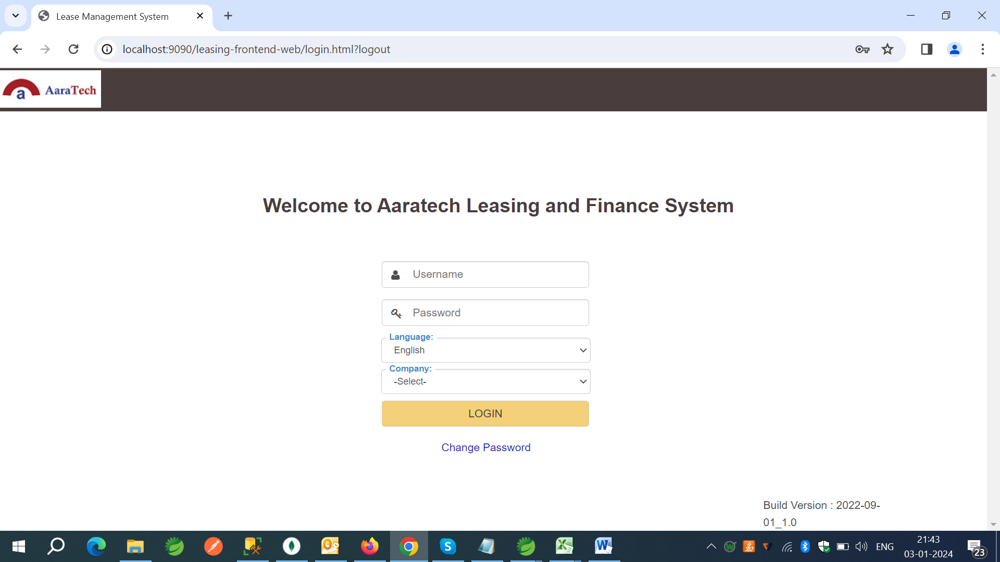 Lease Management System
localhost:9090/leasing-frontend-web/login.html?logout
a AaraTech
Welcome to Aaratech Leasing and Finance System
Username
Password
Language:
English
Company:
-Select-
LOGIN
Change Password
Build Version : 2022-09-
01_1.0
ENG
21:43
03-01-2024
23